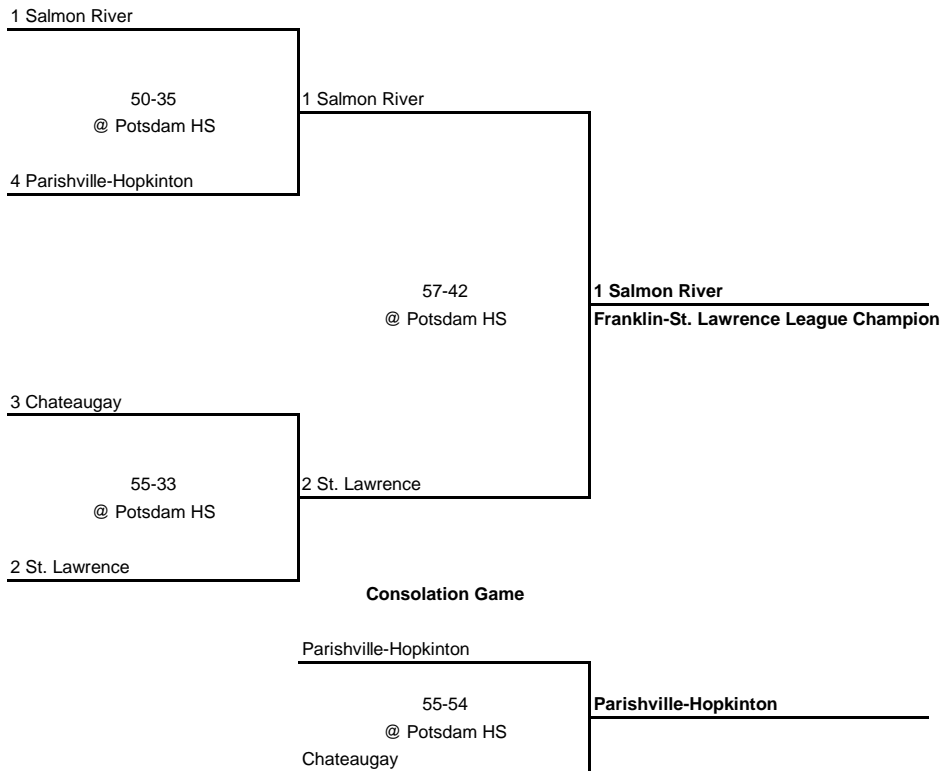 1 Salmon River
50-35
@ Potsdam HS
1 Salmon River
4 Parishville-Hopkinton
57-42
@ Potsdam HS
1 Salmon River
Franklin-St. Lawrence League Champion
3 Chateaugay
55-33
@ Potsdam HS
2 St. Lawrence
2 St. Lawrence
Consolation Game
Parishville-Hopkinton
55-54
@ Potsdam HS
Parishville-Hopkinton
Chateaugay